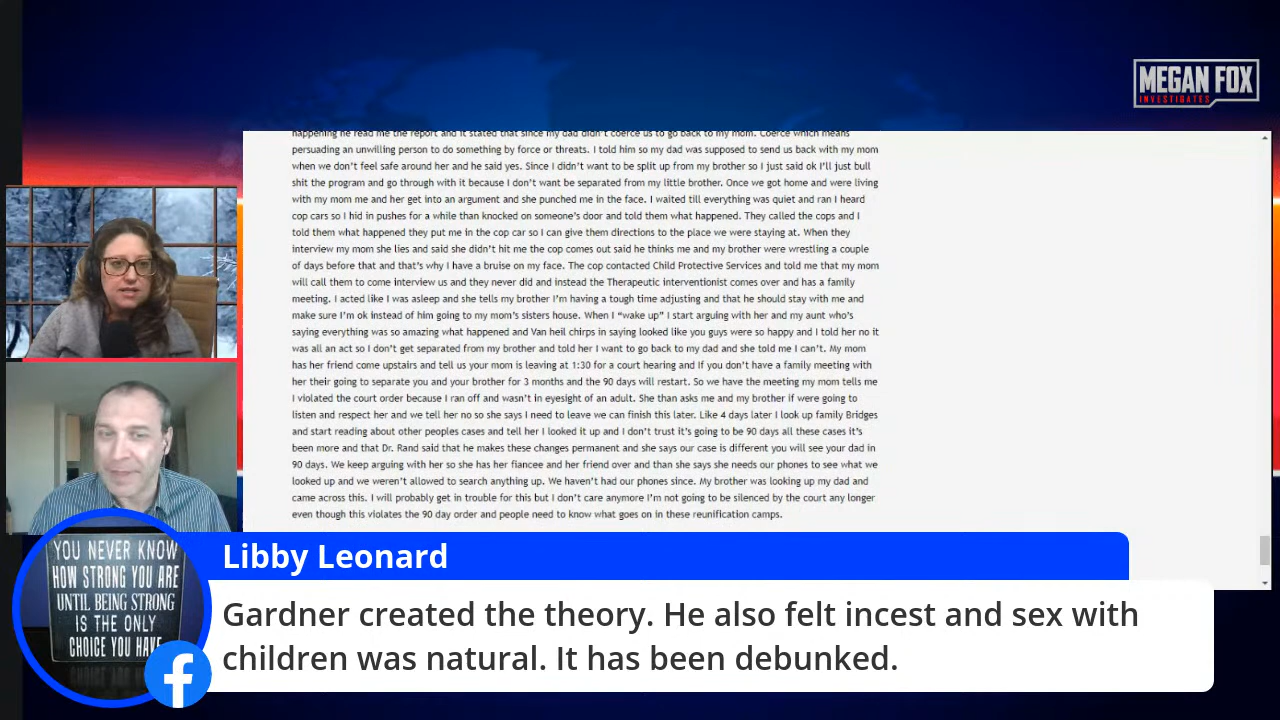 MEGAN FOX
INVESTIGATES
happening he read me the report and it stated that since my dad didn't coerce us to go back to my mom. Coerce which means
persuading an unwilling person to do something by force or threats. I told him so my dad was supposed to send us back with my mom
when we don't feel safe around her and he said yes. Since I didn't want to be split up from my brother so I just said ok I'll just bull
shit the program and go through with it because I don't want be separated from my little brother. Once we got home and were living
with my mom me and her get into an argument and she punched me in the face. I waited till everything was quiet and ran I heard
cop cars so I hid in pushes for a while than knocked on someone's door and told them what happened. They called the cops and I
told them what happened they put me in the cop car so I can give them directions to the place we were staying at. When they
interview my mom she lies and said she didn't hit me the cop comes out said he thinks me and my brother were wrestling a couple
of days before that and that's why I have a bruise on my face. The cop contacted Child Protective Services and told me that my mom
will call them to come interview us and they never did and instead the Therapeutic interventionist comes over and has a family
meeting. I acted like I was asleep and she tells my brother I'm having a tough time adjusting and that he should stay with me and
make sure I'm ok instead of him going to my mom's sisters house. When I “wake up” I start arguing with her and my aunt who's
saying everything was so amazing what happened and Van heil chirps in saying looked like you guys were so happy and I told her no it
was all an act so I don't get separated from my brother and told her I want to go back to my dad and she told me I can't. My mom
has her friend come upstairs and tell us your mom is leaving at 1:30 for a court hearing and if you don't have a family meeting with
her their going to separate you and your brother for 3 months and the 90 days will restart. So we have the meeting my mom tells me
I violated the court order because I ran off and wasn't in eyesight of an adult. She than asks me and my brother if were going to
listen and respect her and we tell her no so she says I need to leave we can finish this later. Like 4 days later I look up family Bridges
and start reading about other peoples cases and tell her I looked it up and I don't trust it's going to be 90 days all these cases it's
been more and that Dr. Rand said that he makes these changes permanent and she says our case is different you will see your dad in
90 days. We keep arguing with her so she has her fiancee and her friend over and than she says she needs our phones to see what we
looked up and we weren't allowed to search anything up. We haven't had our phones since. My brother was looking up my dad and
came across this. I will probably get in trouble for this but I don't care anymore I'm not going to be silenced by the court any longer
even though this violates the 90 day order and people need to know what goes on in these reunification camps.
YOU NEVER KNOW
HOW STRONG YOU ARE
UNTIL BEING STRONG
IS THE ONLY
CHOICE YOU HAVE
Libby Leonard
Gardner created the theory. He also felt incest and sex with
children was natural. It has been debunked.